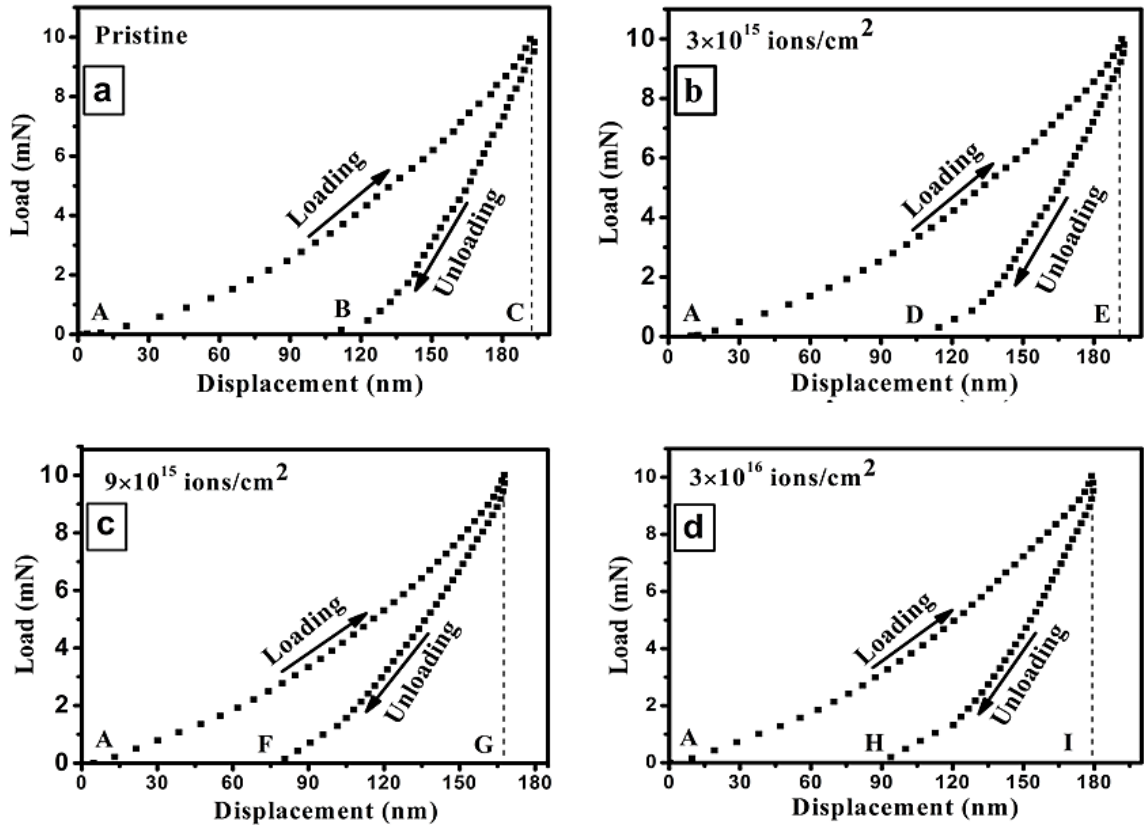 Pristine
a
Load (mN)
10
8
6
4
2
0
Loading
Unloading
A
B
C
0 30 60 90 120 150 180
Displacement (nm)
3×10¹⁵ ions/cm²
b
Load (mN)
10
8
6
4
2
0
Loading
Unloading
A
D
E
0 30 60 90 120 150 180
Displacement (nm)
9×10¹⁵ ions/cm²
c
Load (mN)
10
8
6
4
2
0
Loading
Unloading
A
F
G
0 30 60 90 120 150 180
Displacement (nm)
3×10¹⁶ ions/cm²
d
Load (mN)
10
8
6
4
2
0
Loading
Unloading
A
H
I
0 30 60 90 120 150 180
Displacement (nm)